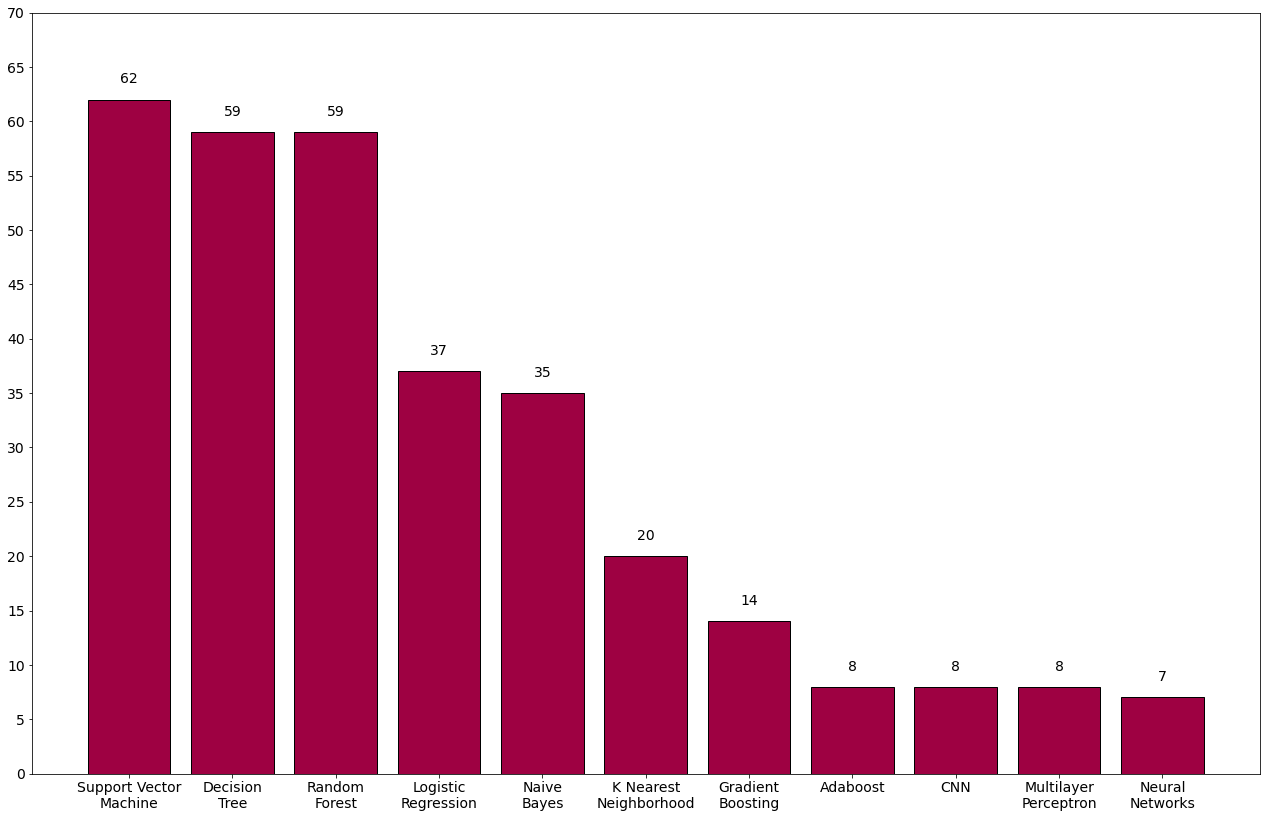 70
65
60
55
50
45
40
35
30
25
20
15
10
5
0
62
59
59
37
35
20
14
8
8
8
7
Support Vector
Machine
Decision
Tree
Random
Forest
Logistic
Regression
Naive
Bayes
K Nearest
Neighborhood
Gradient
Boosting
Adaboost
CNN
Multilayer
Perceptron
Neural
Networks